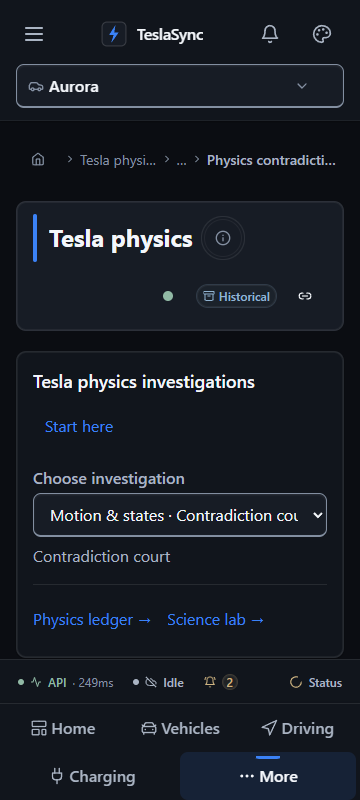 TeslaSync
Aurora
Tesla physi... > ... > Physics contradicti...
Tesla physics
Historical
Tesla physics investigations
Start here
Choose investigation
Motion & states · Contradiction cou
Contradiction court
Physics ledger → Science lab →
API · 249ms Idle 2 Status
Home Vehicles Driving
Charging More